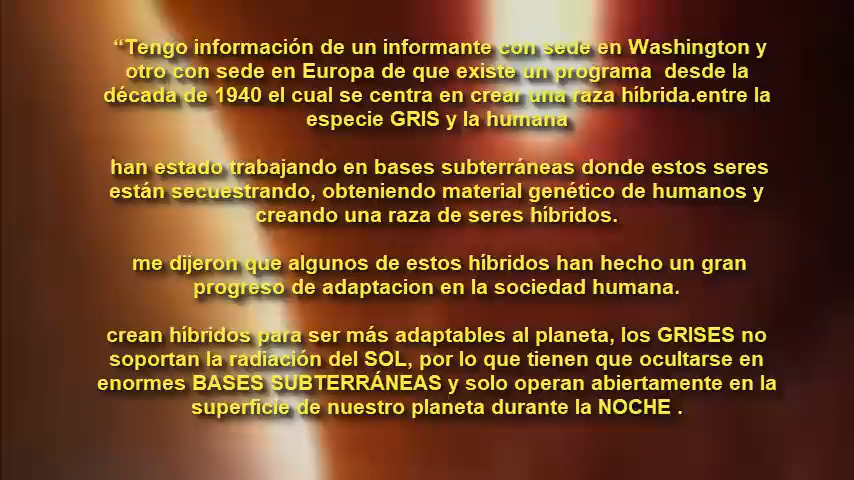 “Tengo información de un informante con sede en Washington y
otro con sede en Europa de que existe un programa desde la
década de 1940 el cual se centra en crear una raza híbrida.entre la
especie GRIS y la humana
han estado trabajando en bases subterráneas donde estos seres
están secuestrando, obteniendo material genético de humanos y
creando una raza de seres híbridos.
me dijeron que algunos de estos híbridos han hecho un gran
progreso de adaptacion en la sociedad humana.
crean híbridos para ser más adaptables al planeta, los GRISES no
soportan la radiación del SOL, por lo que tienen que ocultarse en
enormes BASES SUBTERRÁNEAS y solo operan abiertamente en la
superficie de nuestro planeta durante la NOCHE .